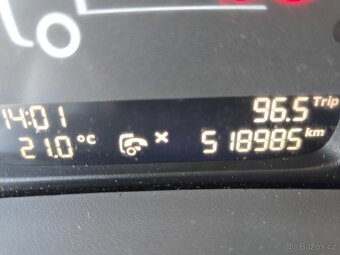 14:01 96.5 Trip
21.0 °C × 518985 km
© bazos.cz